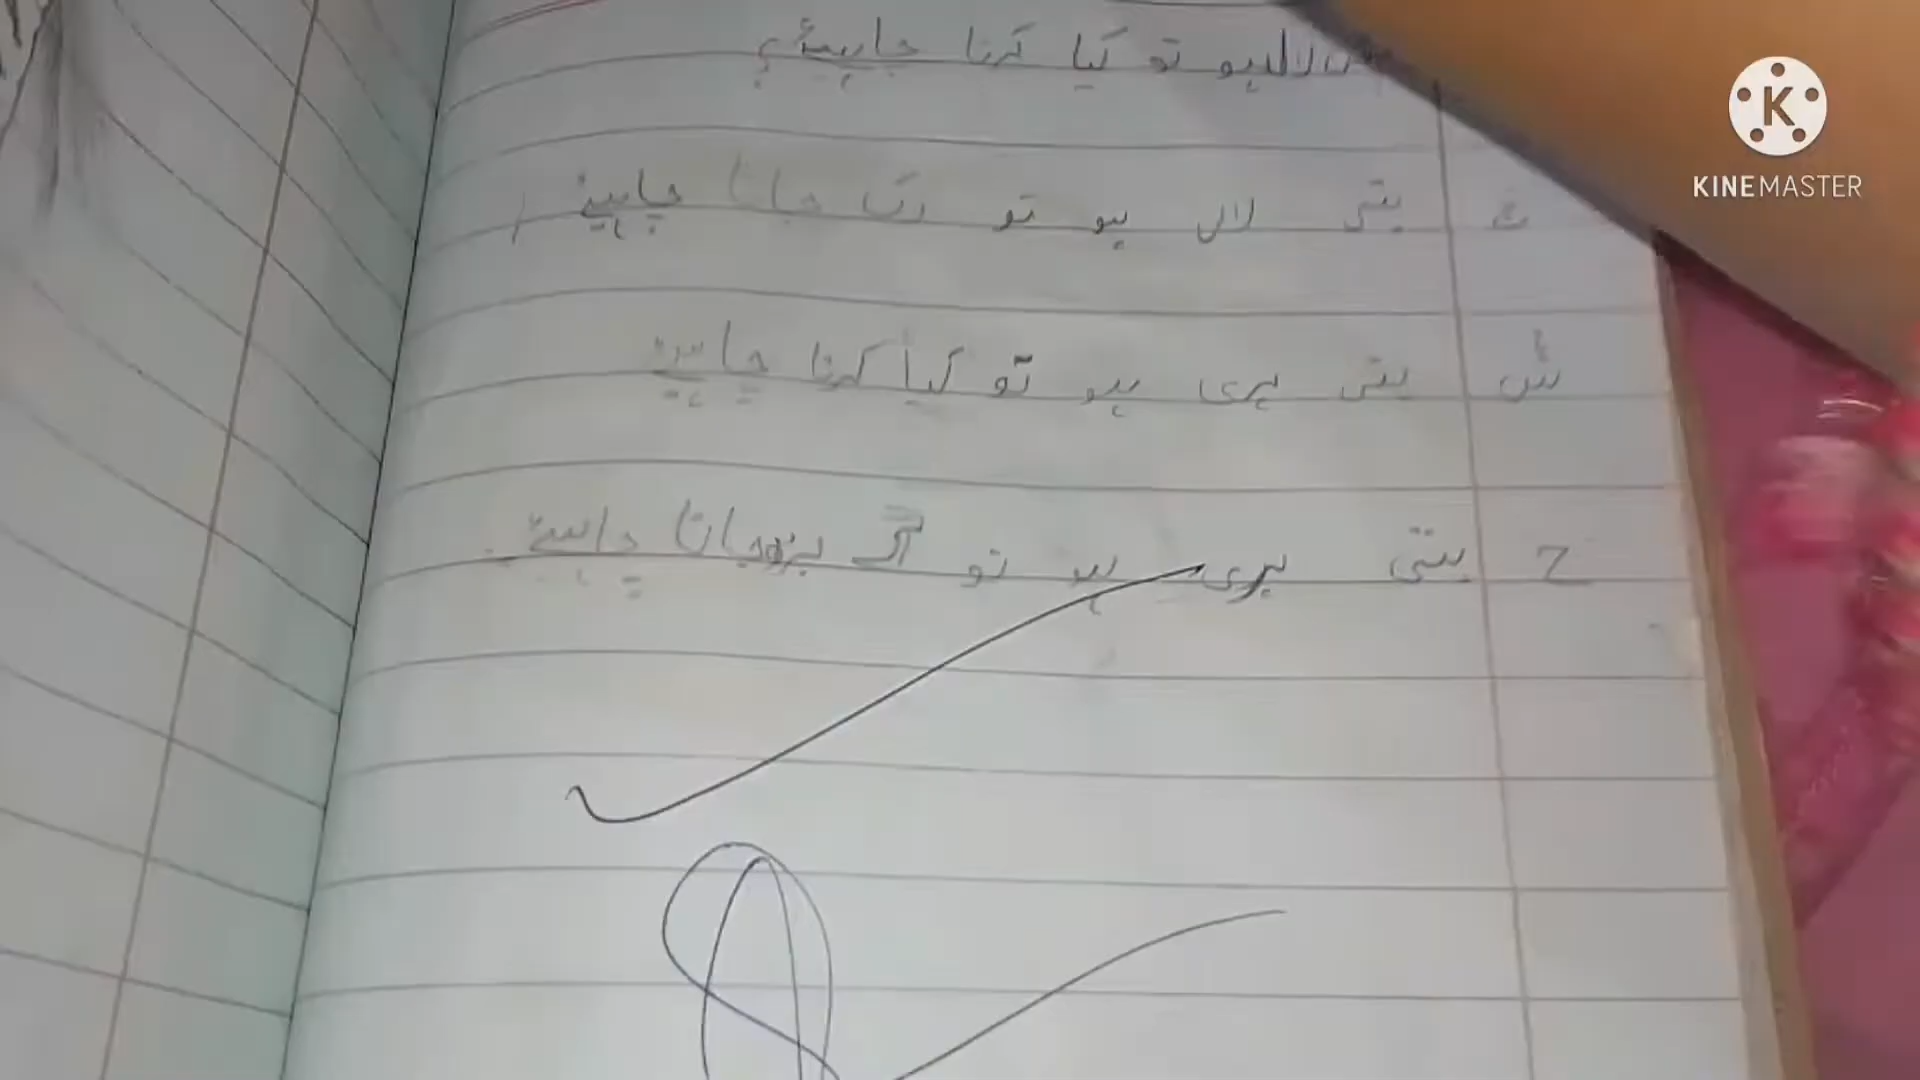 لال ہو تو کیا کرنا چاہیئے؟
KINEMASTER
ج بتی لال ہو تو رک جانا چاہیئے
س بتی ہری ہو تو کیا کرنا چاہیے
ج بتی ہری ہو تو آگے بڑھ جانا چاہیئے۔